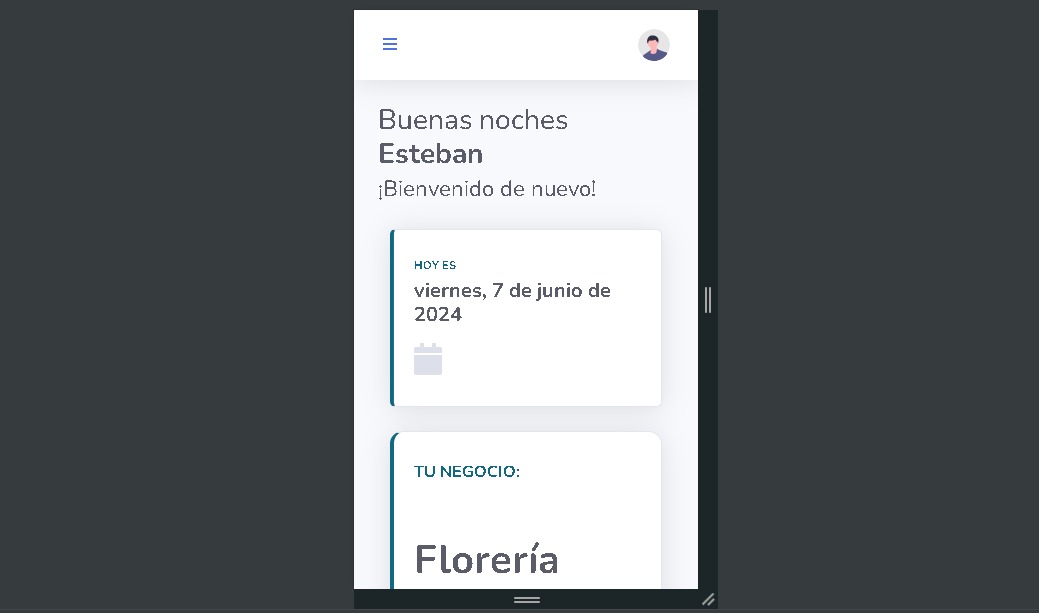 Buenas noches
Esteban
¡Bienvenido de nuevo!
HOY ES
viernes, 7 de junio de
2024
TU NEGOCIO:
Florería